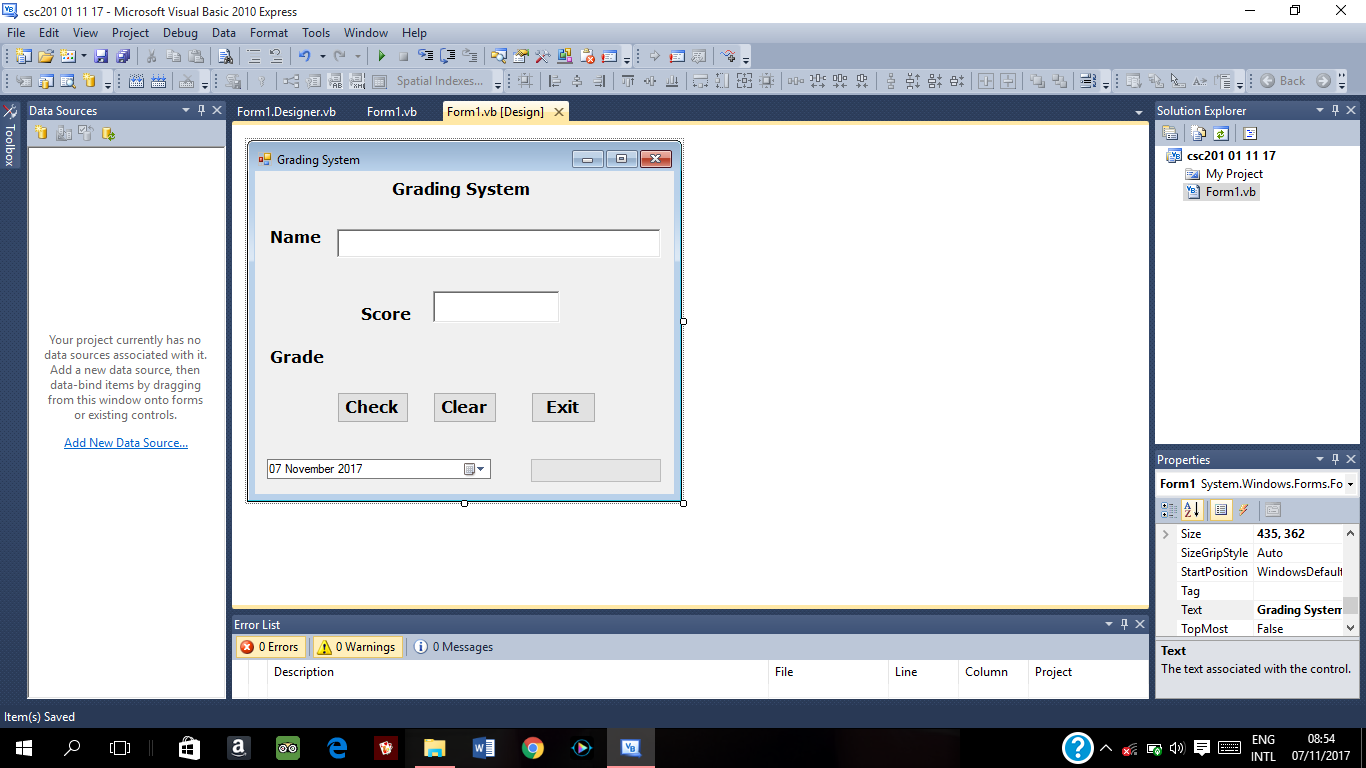 csc201 01 11 17 - Microsoft Visual Basic 2010 Express
File Edit View Project Debug Data Format Tools Window Help
Spatial Indexes...
Back
Toolbox
Data Sources
Your project currently has no
data sources associated with it.
Add a new data source, then
data-bind items by dragging
from this window onto forms
or existing controls.
Add New Data Source...
Form1.Designer.vb Form1.vb Form1.vb [Design]
Grading System
Grading System
Name
Score
Grade
Check Clear Exit
07 November 2017
Solution Explorer
csc201 01 11 17
My Project
Form1.vb
Properties
Form1 System.Windows.Forms.Fo
Size 435, 362
SizeGripStyle Auto
StartPosition WindowsDefault
Tag
Text Grading System
TopMost False
Text
The text associated with the control.
Error List
0 Errors 0 Warnings 0 Messages
Description File Line Column Project
Item(s) Saved
ENG
INTL
08:54
07/11/2017